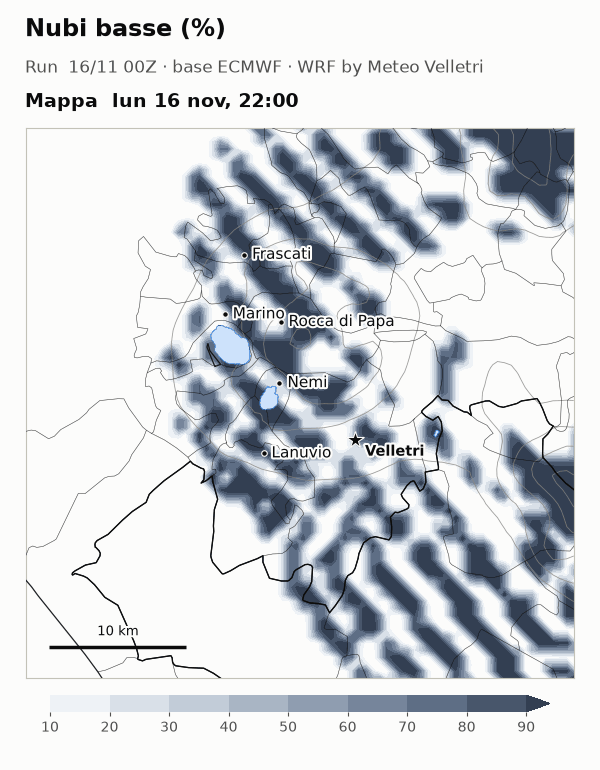 Nubi basse (%)
Run  16/11 00Z · base ECMWF · WRF by Meteo Velletri
Mappa  lun 16 nov, 22:00
Frascati
Marino
Rocca di Papa
Nemi
Velletri
Lanuvio
10 km
10 20 30 40 50 60 70 80 90